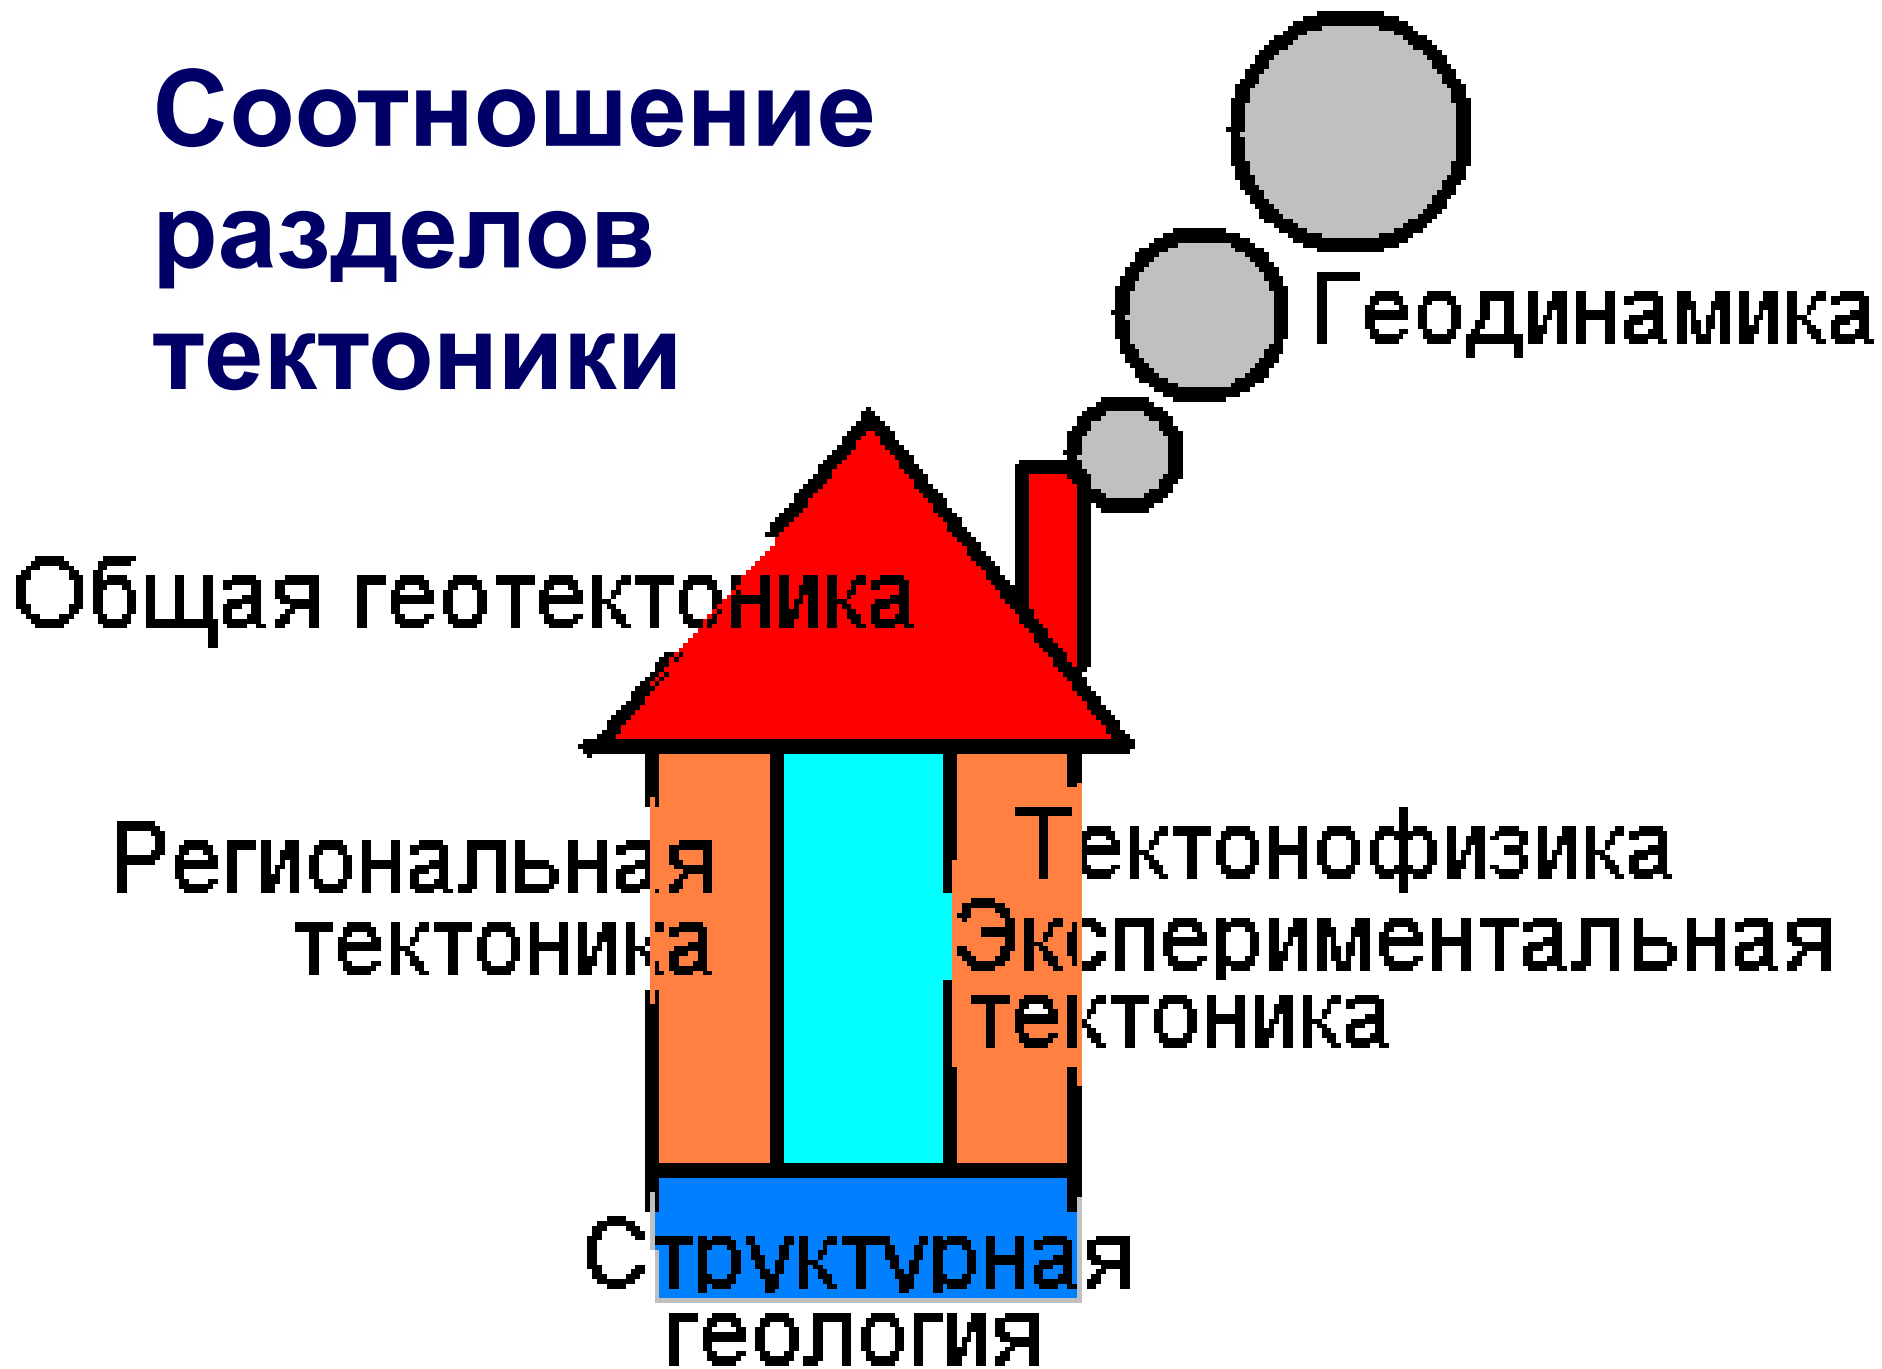 Соотношение
разделов
тектоники
Геодинамика
Общая геотектоника
Региональная
тектоника
Тектонофизика
Экспериментальная
тектоника
Структурная
геология